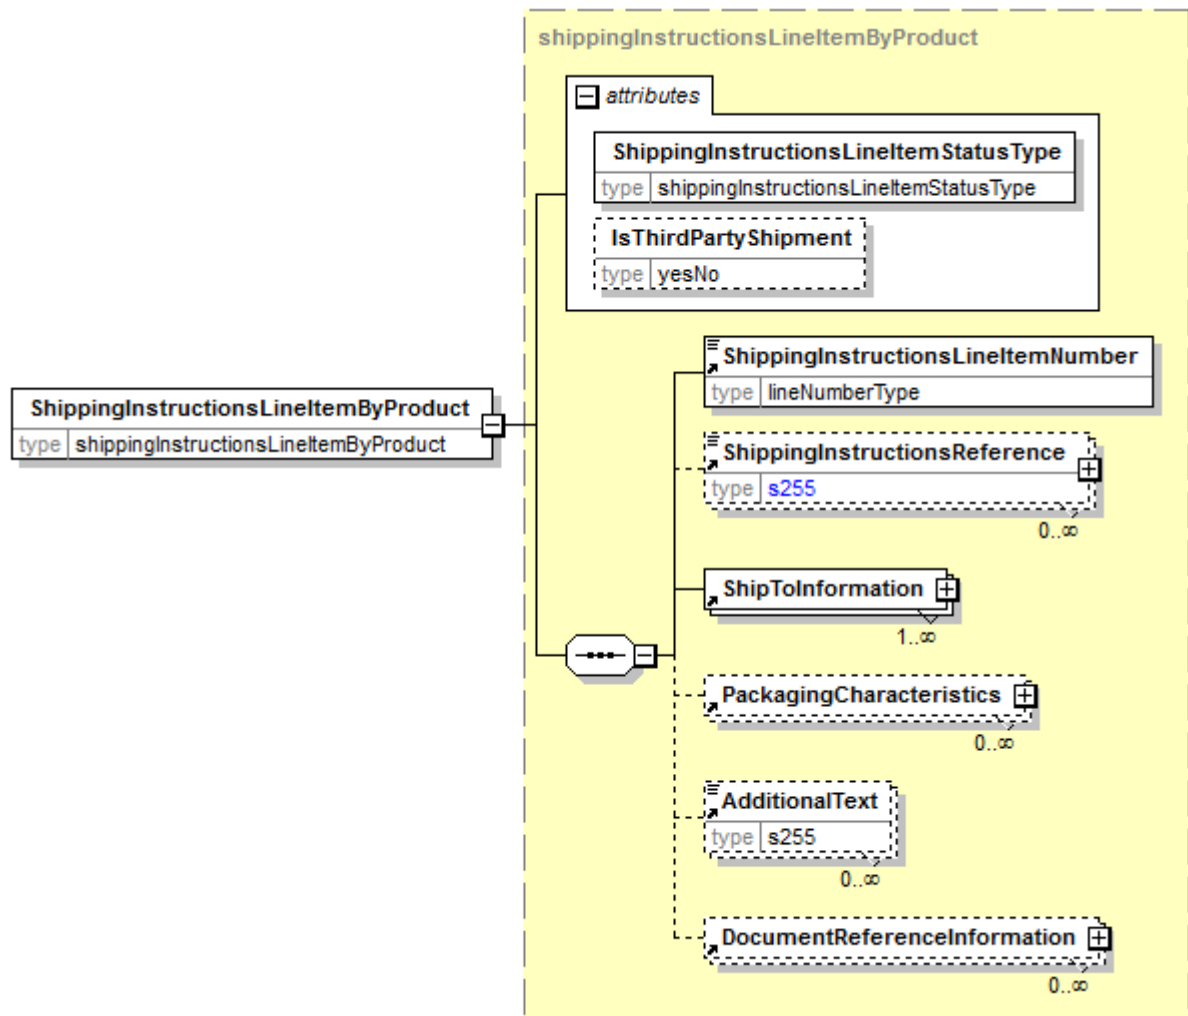 shippingInstructionsLineItemByProduct
attributes
ShippingInstructionsLineItemStatusType
type shippingInstructionsLineItemStatusType
IsThirdPartyShipment
type yesNo
ShippingInstructionsLineItemByProduct
type shippingInstructionsLineItemByProduct
ShippingInstructionsLineItemNumber
type lineNumberType
ShippingInstructionsReference
type s255
0..∞
ShipToInformation
1..∞
PackagingCharacteristics
0..∞
AdditionalText
type s255
0..∞
DocumentReferenceInformation
0..∞